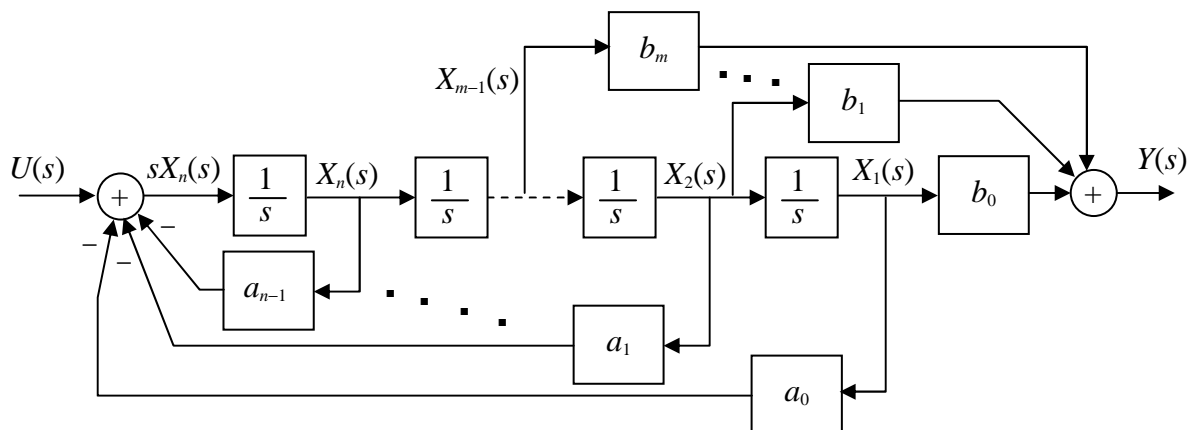 b_m
X_{m-1}(s)
b_1
U(s)
sX_n(s)
X_n(s)
X_2(s)
X_1(s)
Y(s)
+
1/s
1/s
1/s
1/s
b_0
+
−
−
−
a_{n-1}
a_1
a_0